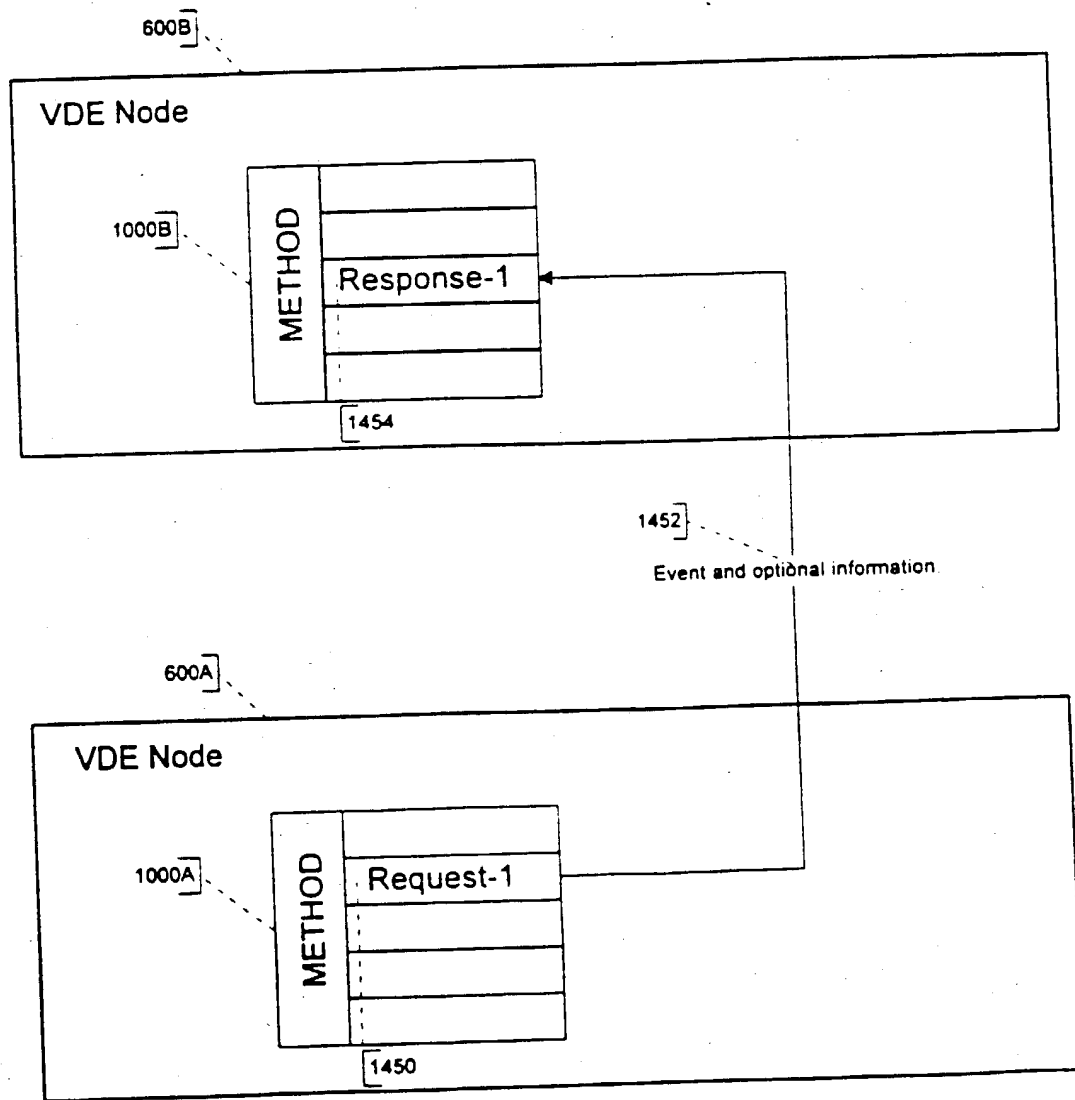 600B
VDE Node
1000B
METHOD
Response-1
1454
1452
Event and optional information
600A
VDE Node
1000A
METHOD
Request-1
1450